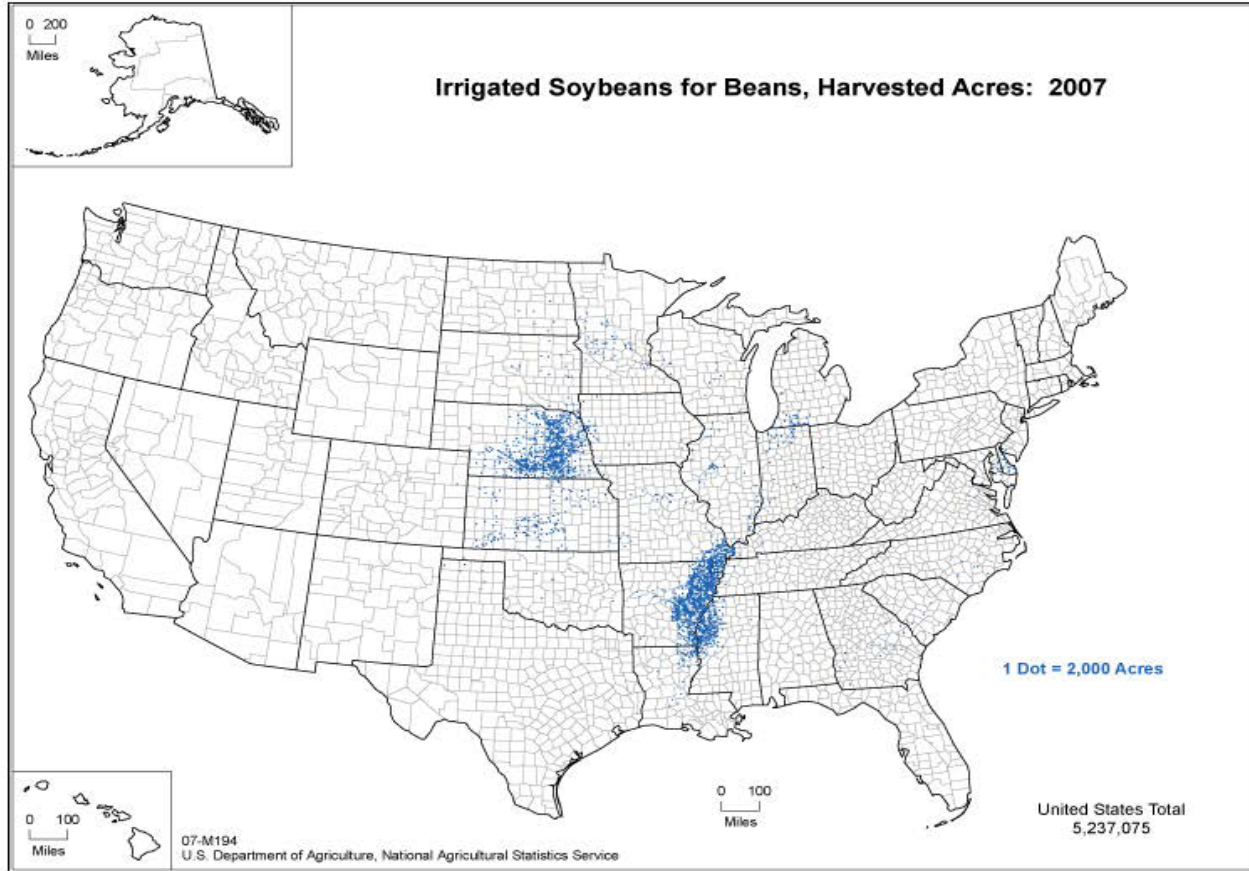 0 200
Miles
Irrigated Soybeans for Beans, Harvested Acres: 2007
1 Dot = 2,000 Acres
0 100
Miles
0 100
Miles
United States Total
5,237,075
07-M194
U.S. Department of Agriculture, National Agricultural Statistics Service